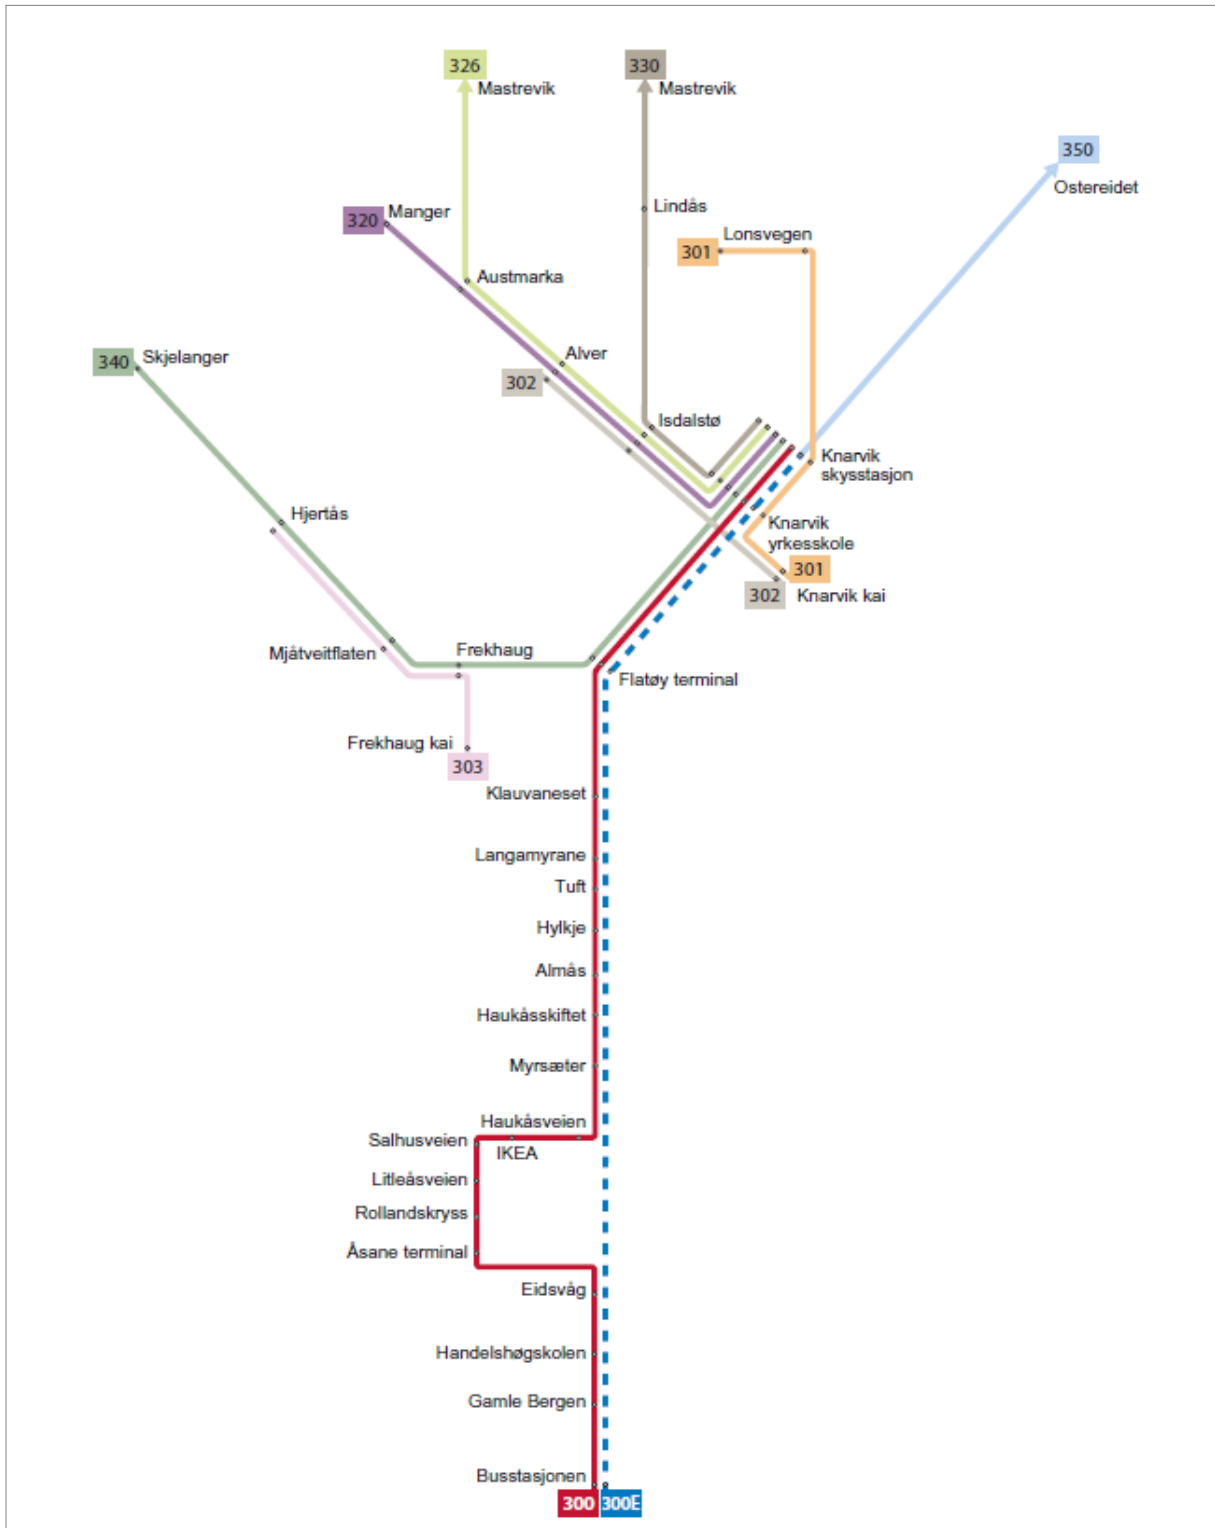 326
Mastrevik
330
Mastrevik
350
Ostereidet
320
Manger
Lindås
301
Lonsvegen
Austmarka
340
Skjelanger
Alver
302
Isdalstø
Knarvik
skysstasjon
Hjertås
Knarvik
yrkesskole
301
302
Knarvik kai
Mjåtveitflaten
Frekhaug
Flatøy terminal
Frekhaug kai
303
Klauvaneset
Langamyrane
Tuft
Hylkje
Almås
Haukåsskiftet
Myrsæter
Haukåsveien
Salhusveien
IKEA
Litleåsveien
Rollandskryss
Åsane terminal
Eidsvåg
Handelshøgskolen
Gamle Bergen
Busstasjonen
300 300E